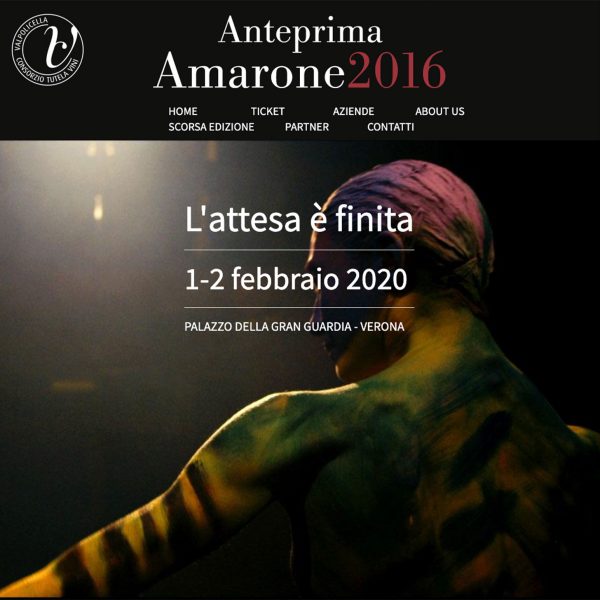 VALPOLICELLA
CONSORZIO TUTELA VINI
Anteprima
Amarone2016
HOME TICKET AZIENDE ABOUT US
SCORSA EDIZIONE PARTNER CONTATTI
L'attesa è finita
1-2 febbraio 2020
PALAZZO DELLA GRAN GUARDIA - VERONA